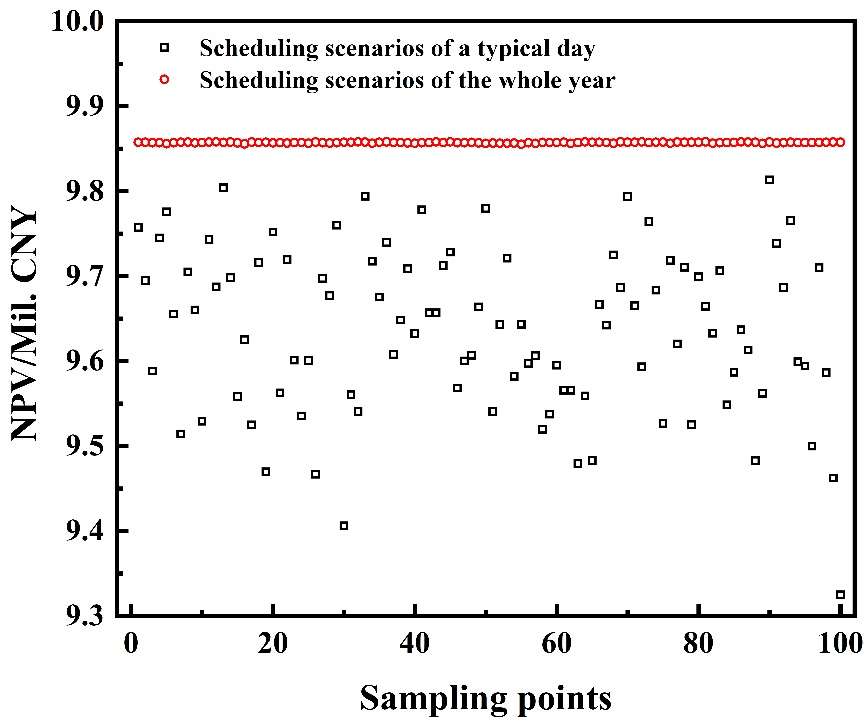 10.0
Scheduling scenarios of a typical day
Scheduling scenarios of the whole year
9.9
9.8
9.7
9.6
9.5
9.4
9.3
NPV/Mil. CNY
0 20 40 60 80 100
Sampling points